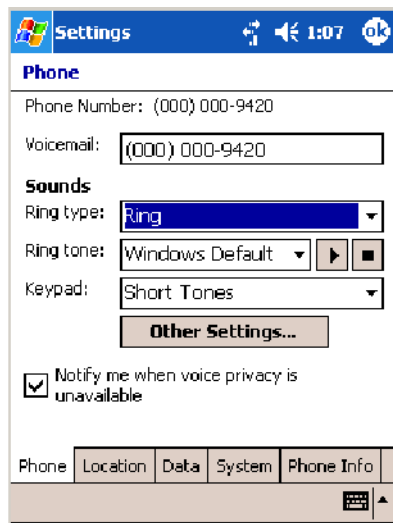 Settings 1:07 ok
Phone
Phone Number: (000) 000-9420
Voicemail: (000) 000-9420
Sounds
Ring type: Ring
Ring tone: Windows Default
Keypad: Short Tones
Other Settings...
Notify me when voice privacy is
unavailable
Phone Location Data System Phone Info